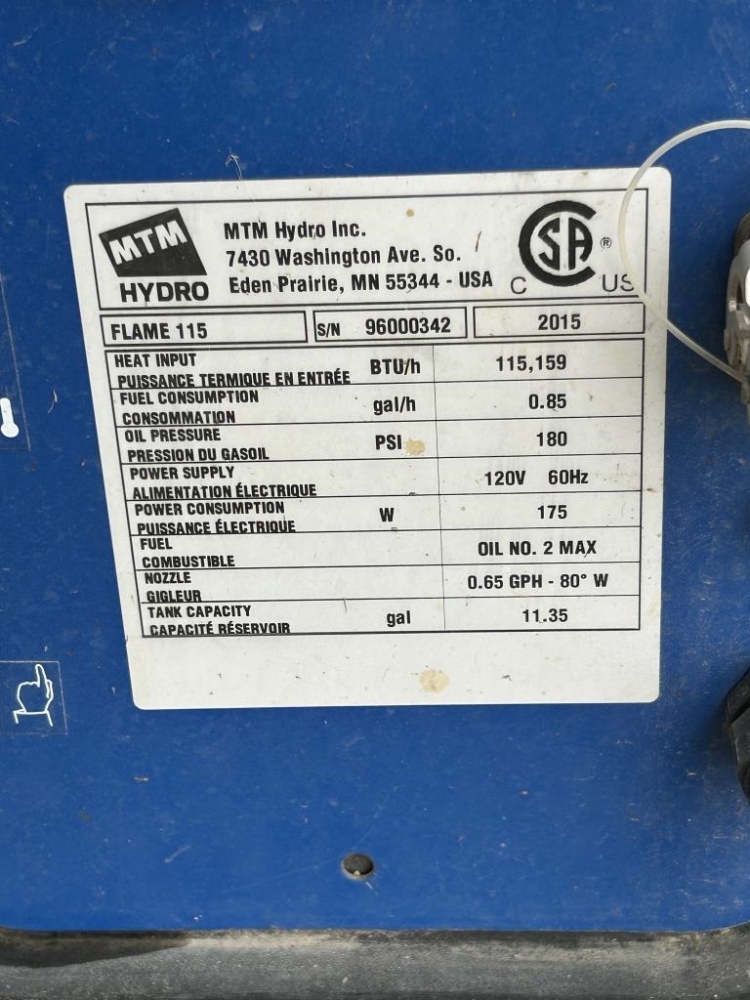 MTM
HYDRO
MTM Hydro Inc.
7430 Washington Ave. So.
Eden Prairie, MN 55344 - USA
C SA ® US
FLAME 115 S/N 96000342 2015
HEAT INPUT
PUISSANCE TERMIQUE EN ENTRÉE BTU/h 115,159
FUEL CONSUMPTION
CONSOMMATION gal/h 0.85
OIL PRESSURE
PRESSION DU GASOIL PSI 180
POWER SUPPLY
ALIMENTATION ÉLECTRIQUE 120V 60Hz
POWER CONSUMPTION
PUISSANCE ÉLECTRIQUE W 175
FUEL
COMBUSTIBLE OIL NO. 2 MAX
NOZZLE
GIGLEUR 0.65 GPH - 80° W
TANK CAPACITY
CAPACITÉ RÉSERVOIR gal 11.35